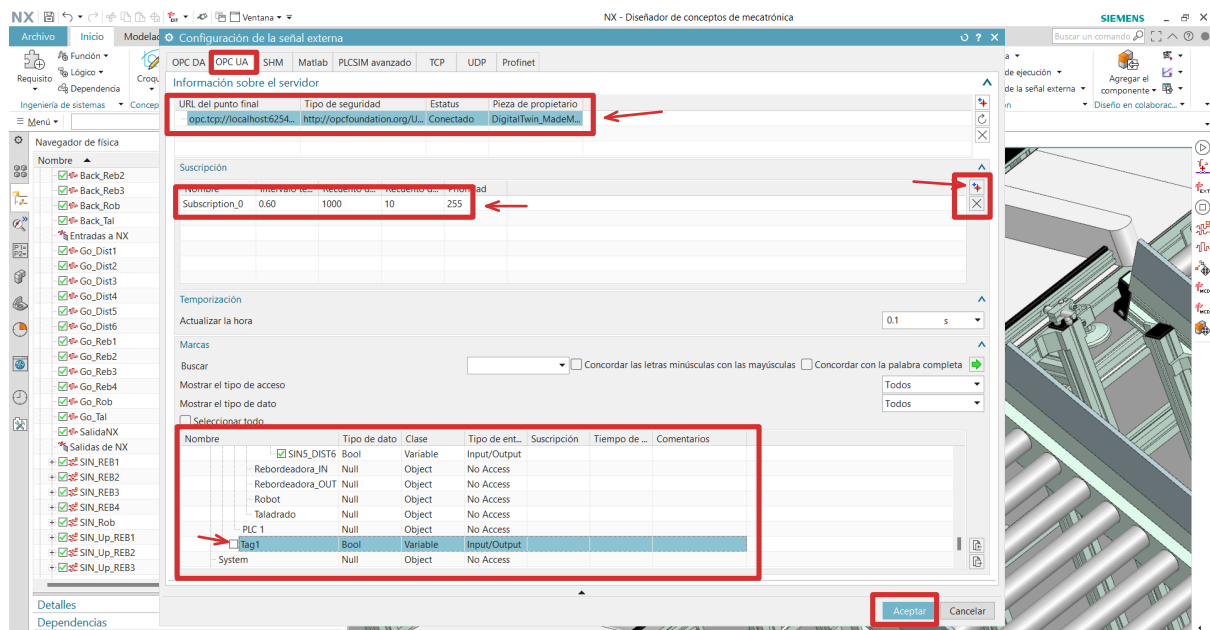 NX Ventana NX - Diseñador de conceptos de mecatrónica SIEMENS
Archivo Inicio Modelad Configuración de la señal externa Buscar un comando
Función
Lógico
Dependencia
Requisito
Croqu
Ingeniería de sistemas Concep
Menú
OPC DA OPC UA SHM Matlab PLCSIM avanzado TCP UDP Profinet
Información sobre el servidor
URL del punto final Tipo de seguridad Estatus Pieza de propietario
opc.tcp://localhost:6254... http://opcfoundation.org/U... Conectado DigitalTwin_MadeM...
Suscripción
Nombre Intervalo te... Recuento d... Recuento d... Prioridad
Subscription_0 0.60 1000 10 255
Temporización
Actualizar la hora 0.1 s
Marcas
Buscar Concordar las letras minúsculas con las mayúsculas Concordar con la palabra completa
Mostrar el tipo de acceso Todos
Mostrar el tipo de dato Todos
Seleccionar todo
Nombre Tipo de dato Clase Tipo de ent... Suscripción Tiempo de ... Comentarios
SIN5_DIST6 Bool Variable Input/Output
Rebordeadora_IN Null Object No Access
Rebordeadora_OUT Null Object No Access
Robot Null Object No Access
Taladrado Null Object No Access
PLC 1 Null Object No Access
Tag1 Bool Variable Input/Output
System Null Object No Access
Aceptar Cancelar
Navegador de física
Nombre
Back_Reb2
Back_Reb3
Back_Rob
Back_Tal
Entradas a NX
Go_Dist1
Go_Dist2
Go_Dist3
Go_Dist4
Go_Dist5
Go_Dist6
Go_Reb1
Go_Reb2
Go_Reb3
Go_Reb4
Go_Rob
Go_Tal
SalidaNX
Salidas de NX
SIN_REB1
SIN_REB2
SIN_REB3
SIN_REB4
SIN_Rob
SIN_Up_REB1
SIN_Up_REB2
SIN_Up_REB3
Detalles
Dependencias
a
de ejecución
de la señal externa
n
Agregar el
componente
Diseño en colaborac...
P1=
P2=
EXT
MCD
MCD